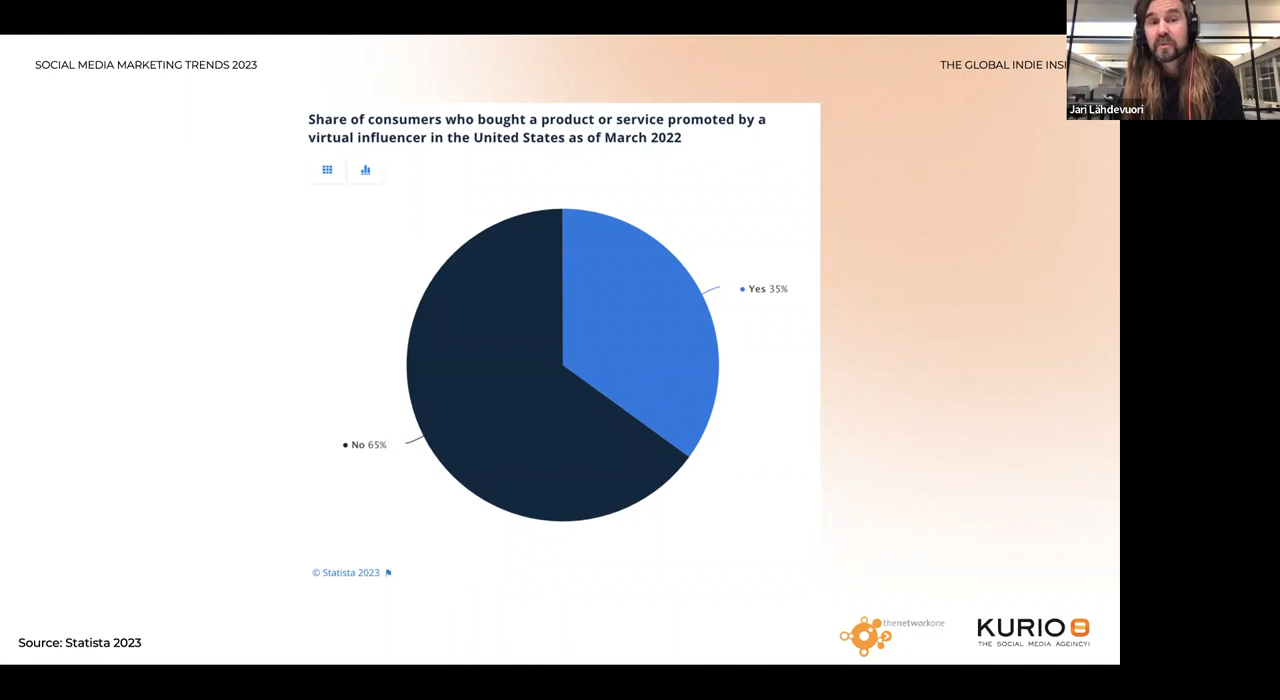 SOCIAL MEDIA MARKETING TRENDS 2023
THE GLOBAL INDIE INSI
Jari Lähdevuori
Share of consumers who bought a product or service promoted by a
virtual influencer in the United States as of March 2022
Yes 35%
No 65%
© Statista 2023
Source: Statista 2023
thenetworkone
KURIO
THE SOCIAL MEDIA AGEINCY!